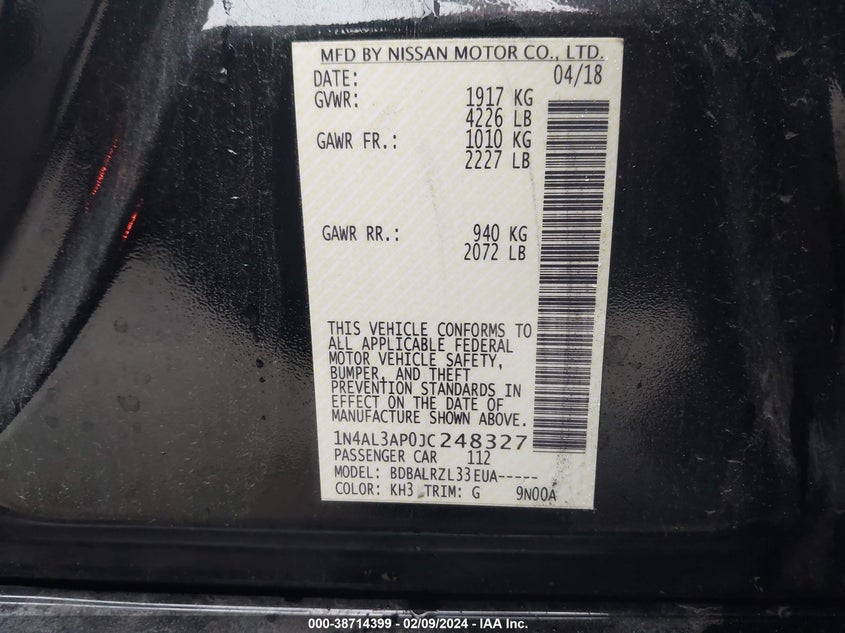 MFD BY NISSAN MOTOR CO., LTD.
DATE: 04/18
GVWR: 1917 KG
4226 LB
GAWR FR.: 1010 KG
2227 LB
GAWR RR.: 940 KG
2072 LB
THIS VEHICLE CONFORMS TO
ALL APPLICABLE FEDERAL
MOTOR VEHICLE SAFETY,
BUMPER, AND THEFT
PREVENTION STANDARDS IN
EFFECT ON THE DATE OF
MANUFACTURE SHOWN ABOVE.
1N4AL3AP0JC248327
PASSENGER CAR 112
MODEL: BDBALRZL33EUA-----
COLOR: KH3 TRIM: G 9N00A
000-38714399 - 02/09/2024 - IAA Inc.